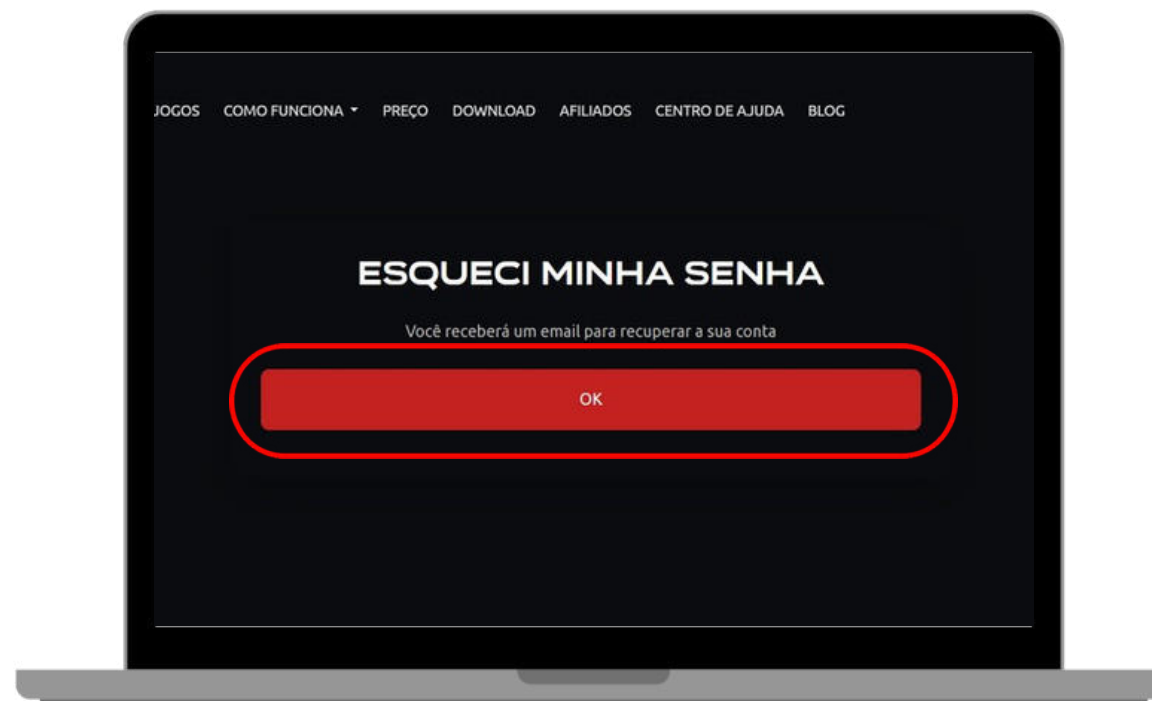 JOGOS COMO FUNCIONA PREÇO DOWNLOAD AFILIADOS CENTRO DE AJUDA BLOG
ESQUECI MINHA SENHA
Você receberá um email para recuperar a sua conta
OK